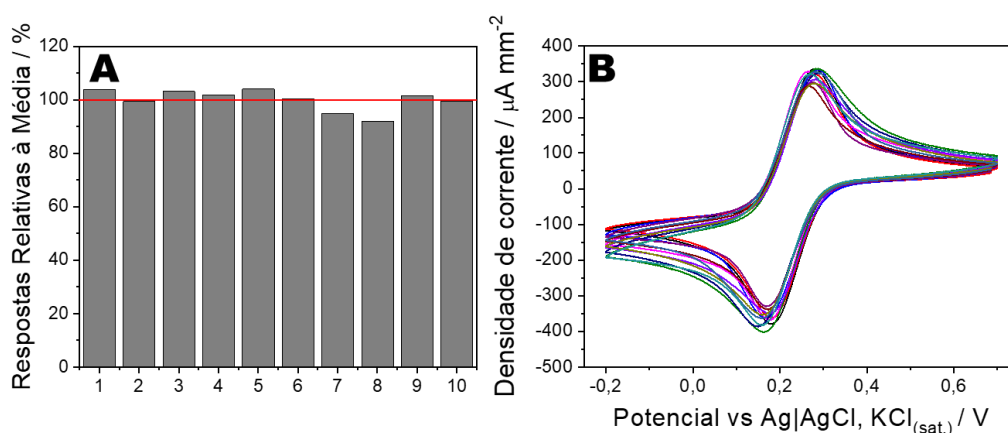 A
Respostas Relativas à Média / %
120
100
80
60
40
20
0
1 2 3 4 5 6 7 8 9 10
B
Densidade de corrente / µA mm⁻²
400
300
200
100
0
-100
-200
-300
-400
-500
-0,2 0,0 0,2 0,4 0,6
Potencial vs Ag|AgCl, KCl(sat.) / V